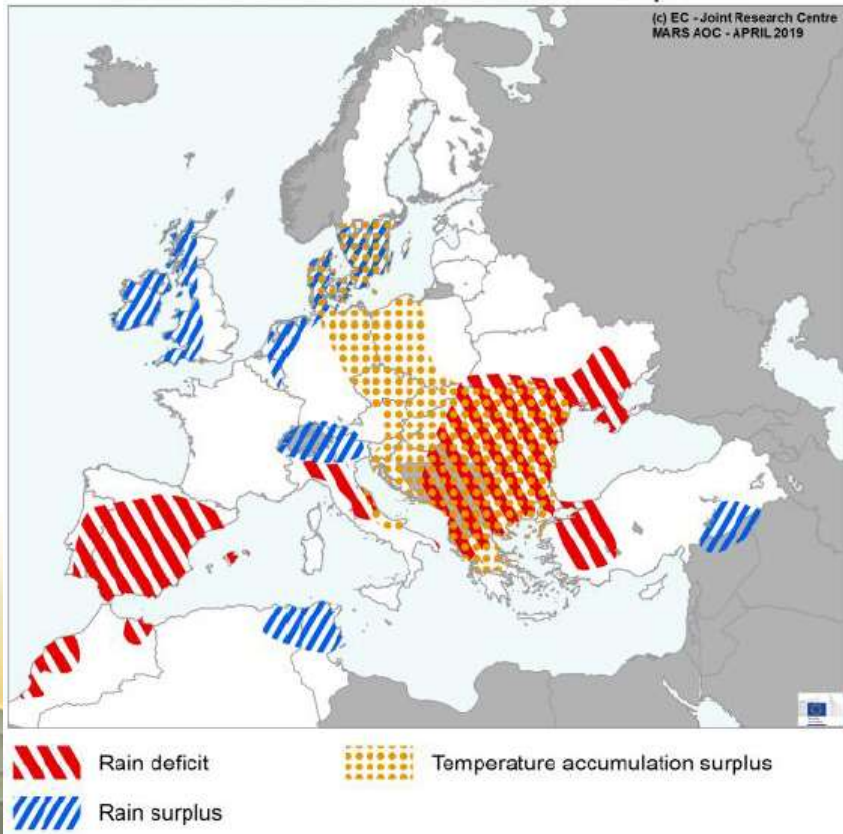 (c) EC - Joint Research Centre
MARS AOC - APRIL 2019
Rain deficit
Temperature accumulation surplus
Rain surplus